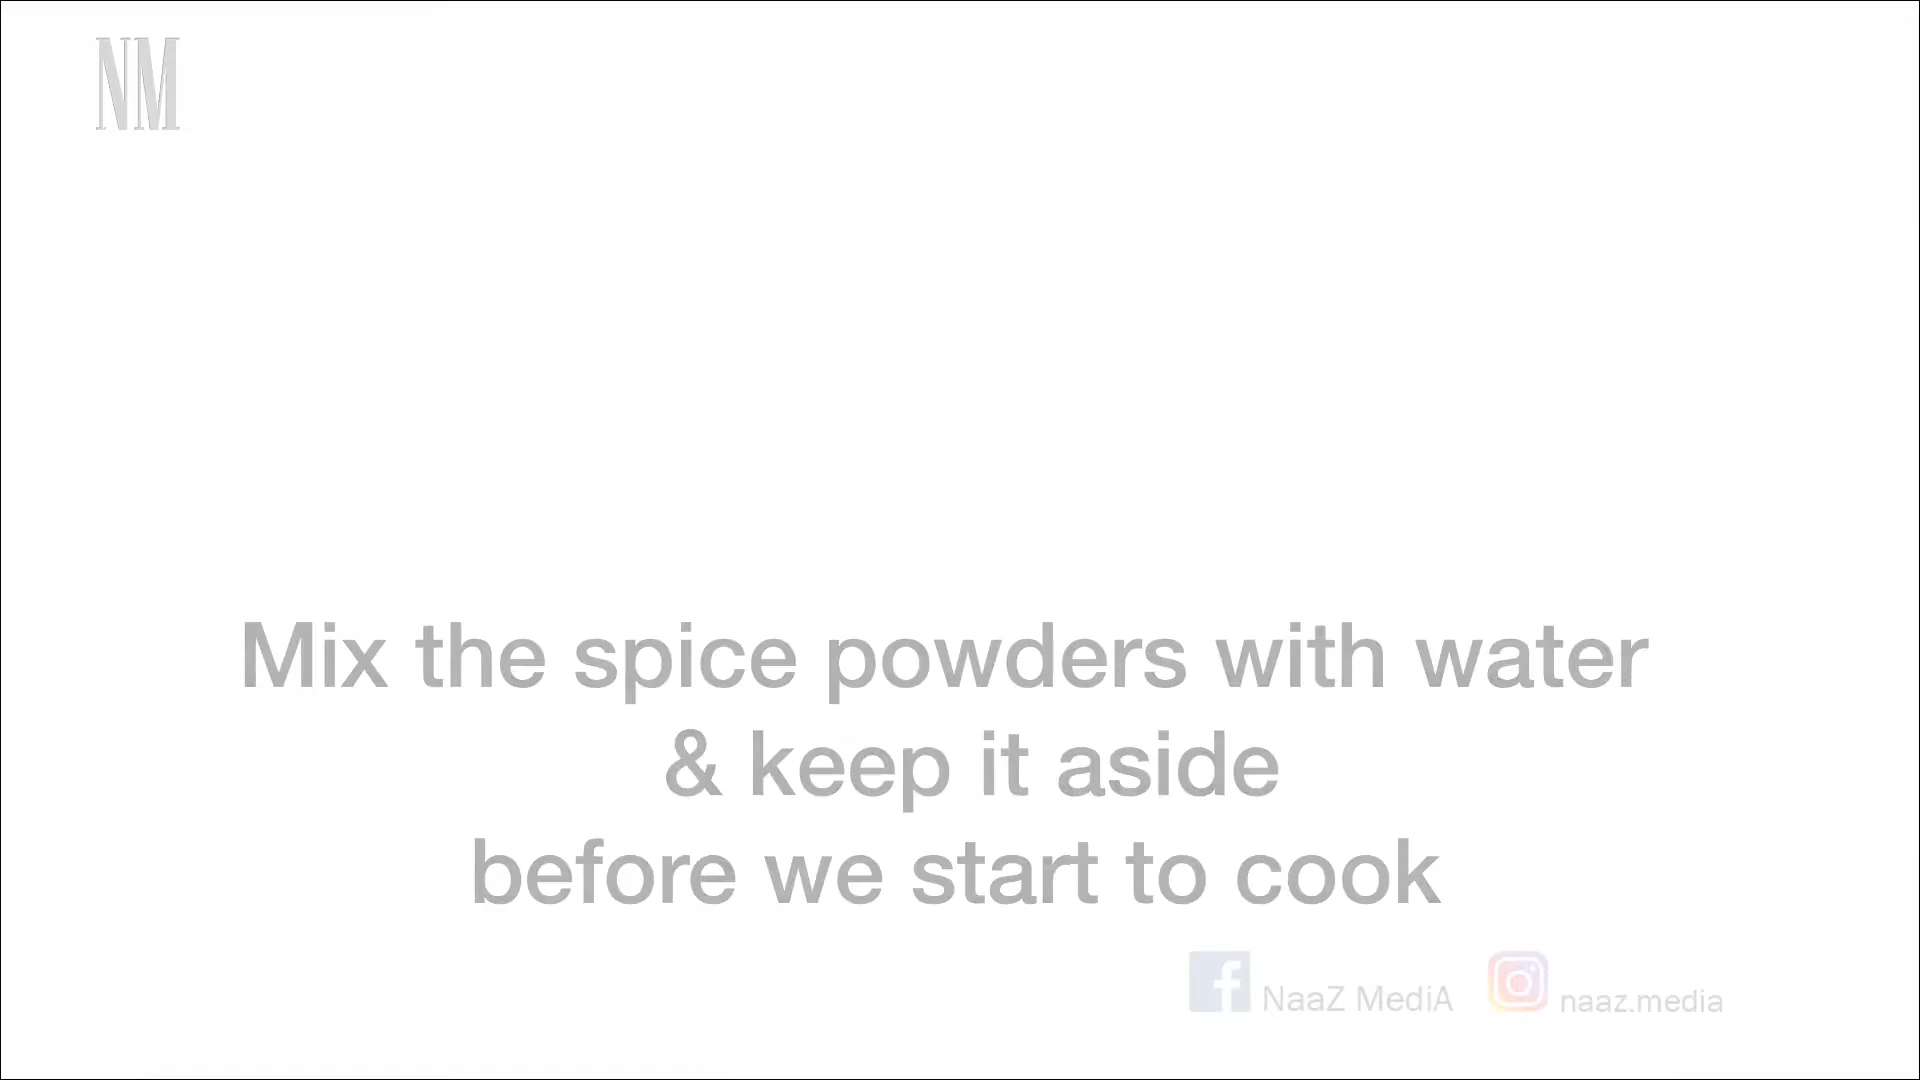 NM
Mix the spice powders with water
& keep it aside
before we start to cook
NaaZ MediA
naaz.media